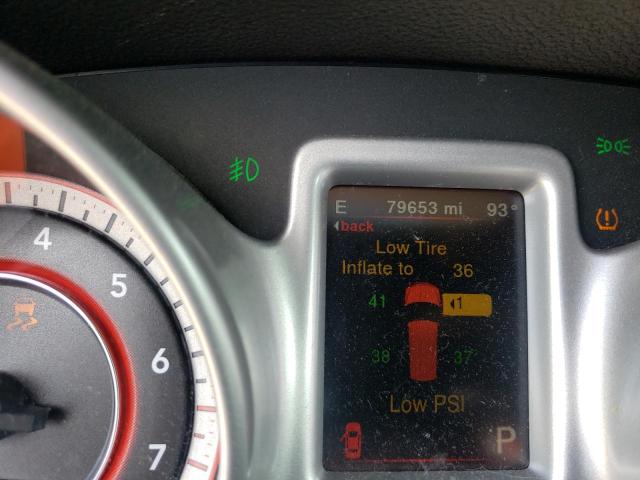 E 79653 mi 93°
back
Low Tire
Inflate to 36
4
41 1
5
38 37
6
Low PSI
P
7